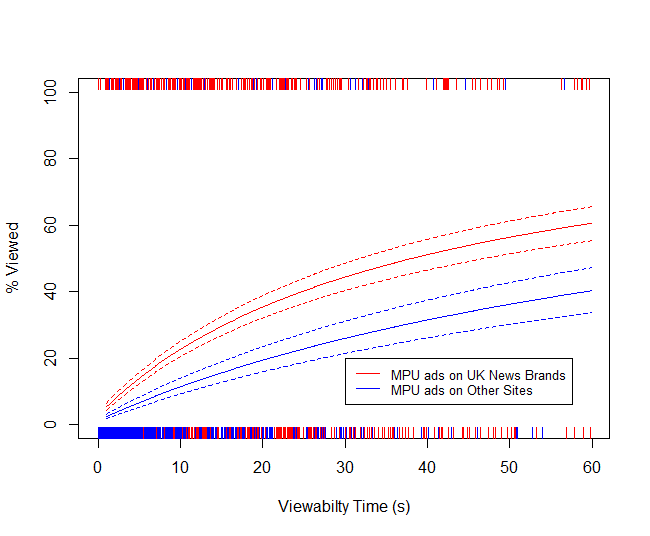 100
80
60
40
20
0
% Viewed
MPU ads on UK News Brands
MPU ads on Other Sites
0 10 20 30 40 50 60
Viewabilty Time (s)